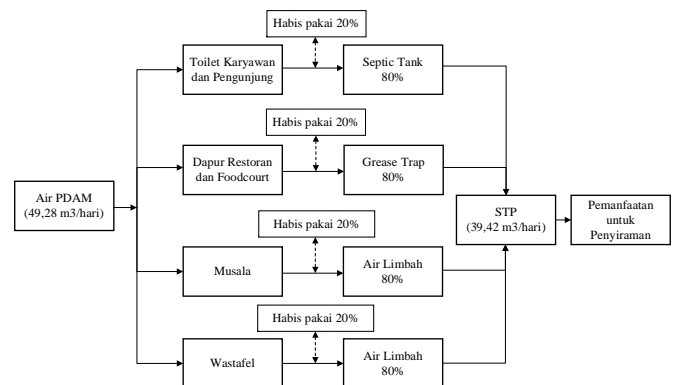 Habis pakai 20%
Toilet Karyawan
dan Pengunjung
Septic Tank
80%
Habis pakai 20%
Dapur Restoran
dan Foodcourt
Grease Trap
80%
Air PDAM
(49,28 m3/hari)
STP
(39,42 m3/hari)
Pemanfaatan
untuk
Penyiraman
Habis pakai 20%
Musala
Air Limbah
80%
Habis pakai 20%
Wastafel
Air Limbah
80%